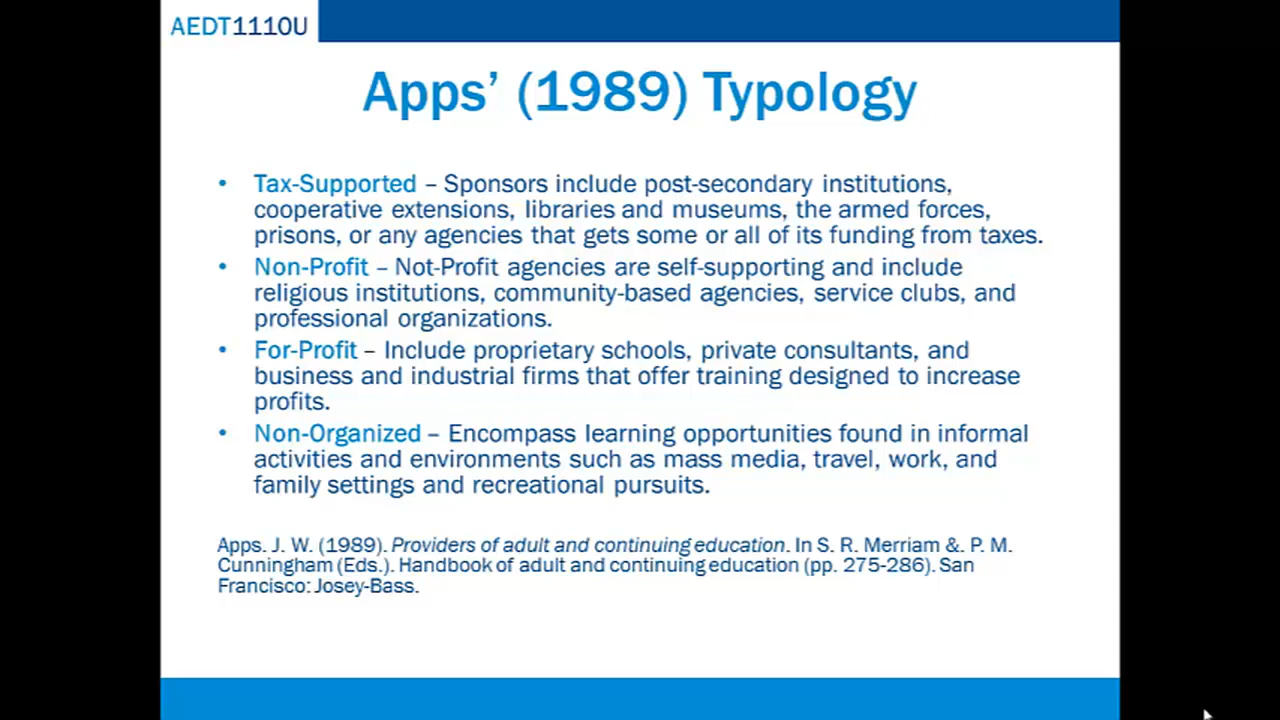 AEDT1110U
Apps’ (1989) Typology
• Tax-Supported – Sponsors include post-secondary institutions,
cooperative extensions, libraries and museums, the armed forces,
prisons, or any agencies that gets some or all of its funding from taxes.
• Non-Profit – Not-Profit agencies are self-supporting and include
religious institutions, community-based agencies, service clubs, and
professional organizations.
• For-Profit – Include proprietary schools, private consultants, and
business and industrial firms that offer training designed to increase
profits.
• Non-Organized – Encompass learning opportunities found in informal
activities and environments such as mass media, travel, work, and
family settings and recreational pursuits.
Apps. J. W. (1989). Providers of adult and continuing education. In S. R. Merriam &. P. M.
Cunningham (Eds.). Handbook of adult and continuing education (pp. 275-286). San
Francisco: Josey-Bass.